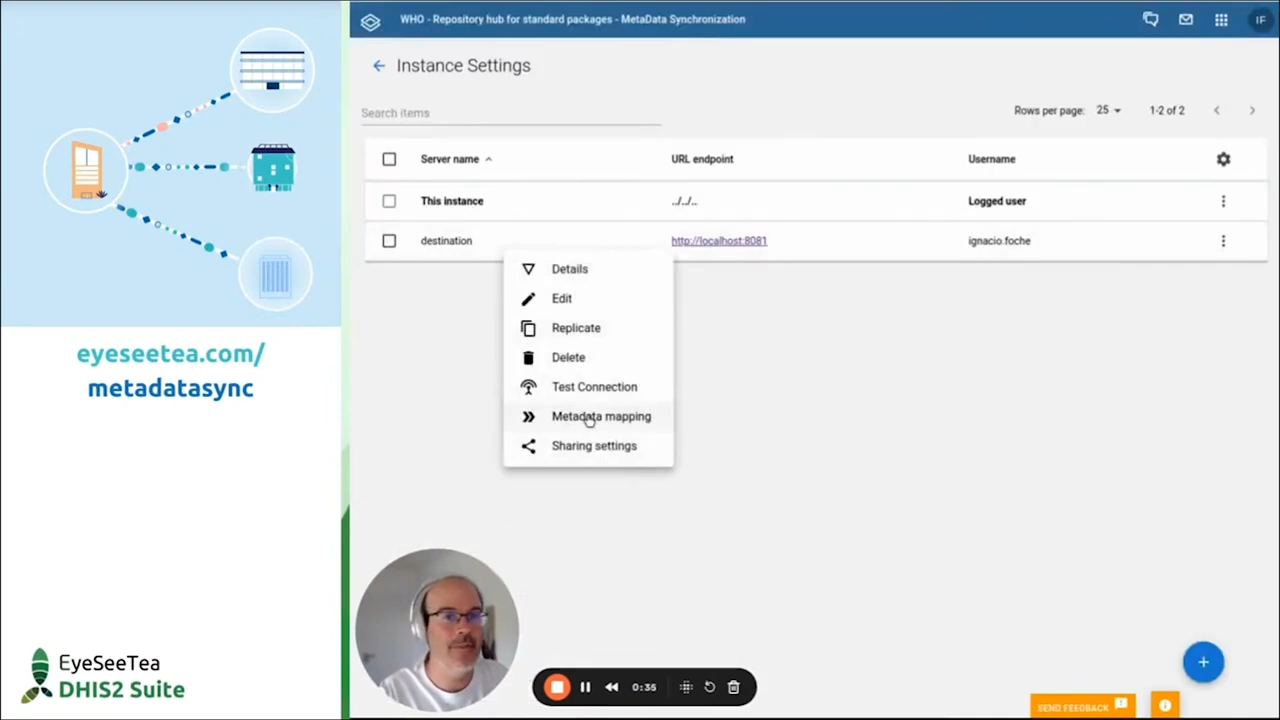 WHO - Repository hub for standard packages - MetaData Synchronization
IF
Instance Settings
Search items
Rows per page: 25
1-2 of 2
Server name
URL endpoint
Username
This instance
../../..
Logged user
destination
http://localhost:8081
ignacio.foche
Details
Edit
Replicate
Delete
Test Connection
Metadata mapping
Sharing settings
eyeseetea.com/
metadatasync
EyeSeeTea
DHIS2 Suite
0:36
SEND FEEDBACK